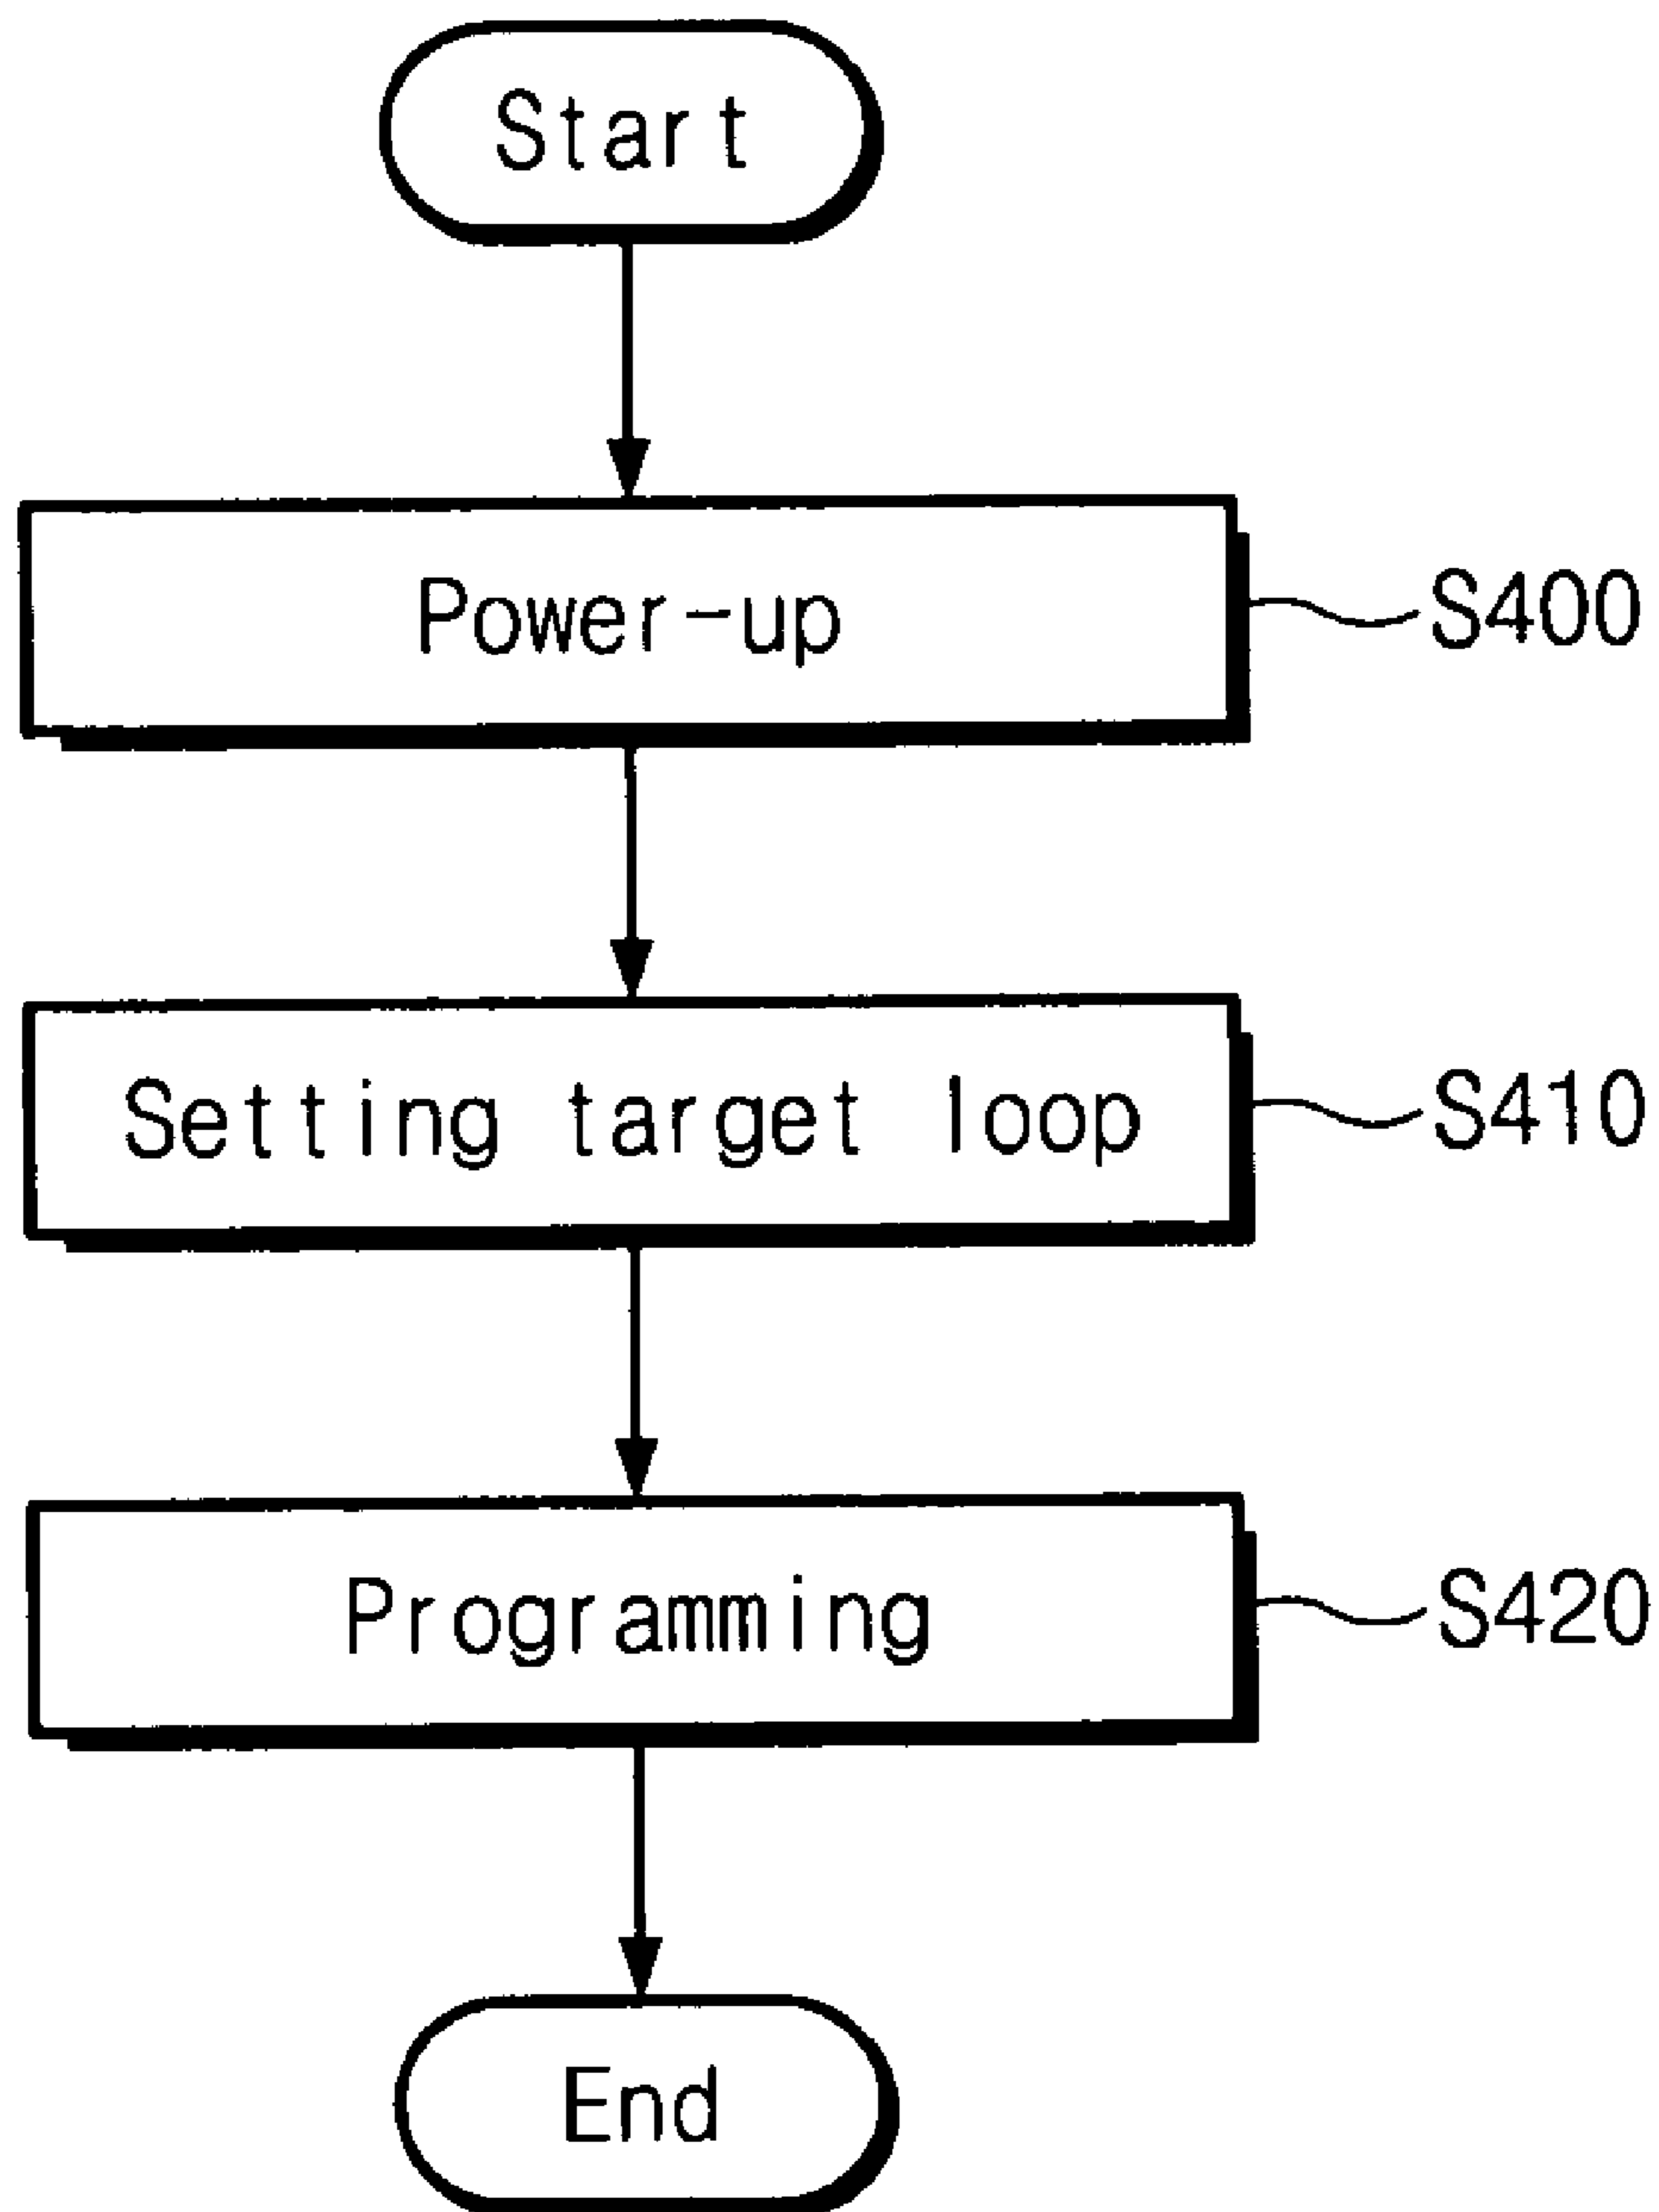 Start
Power-up
S400
Setting target loop
S410
Programming
S420
End